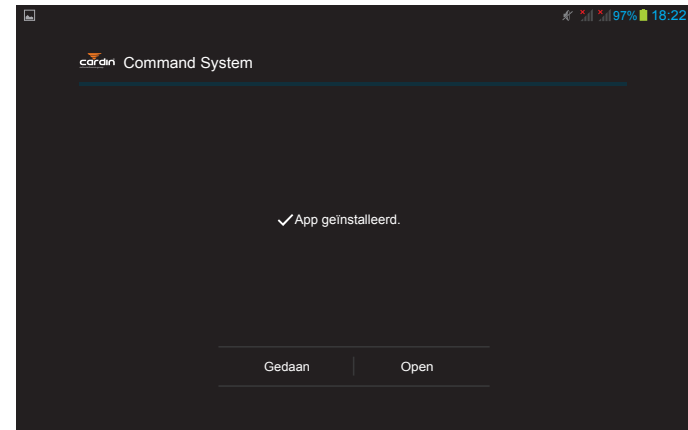 97% 18:22
cardin Command System
App geïnstalleerd.
Gedaan Open